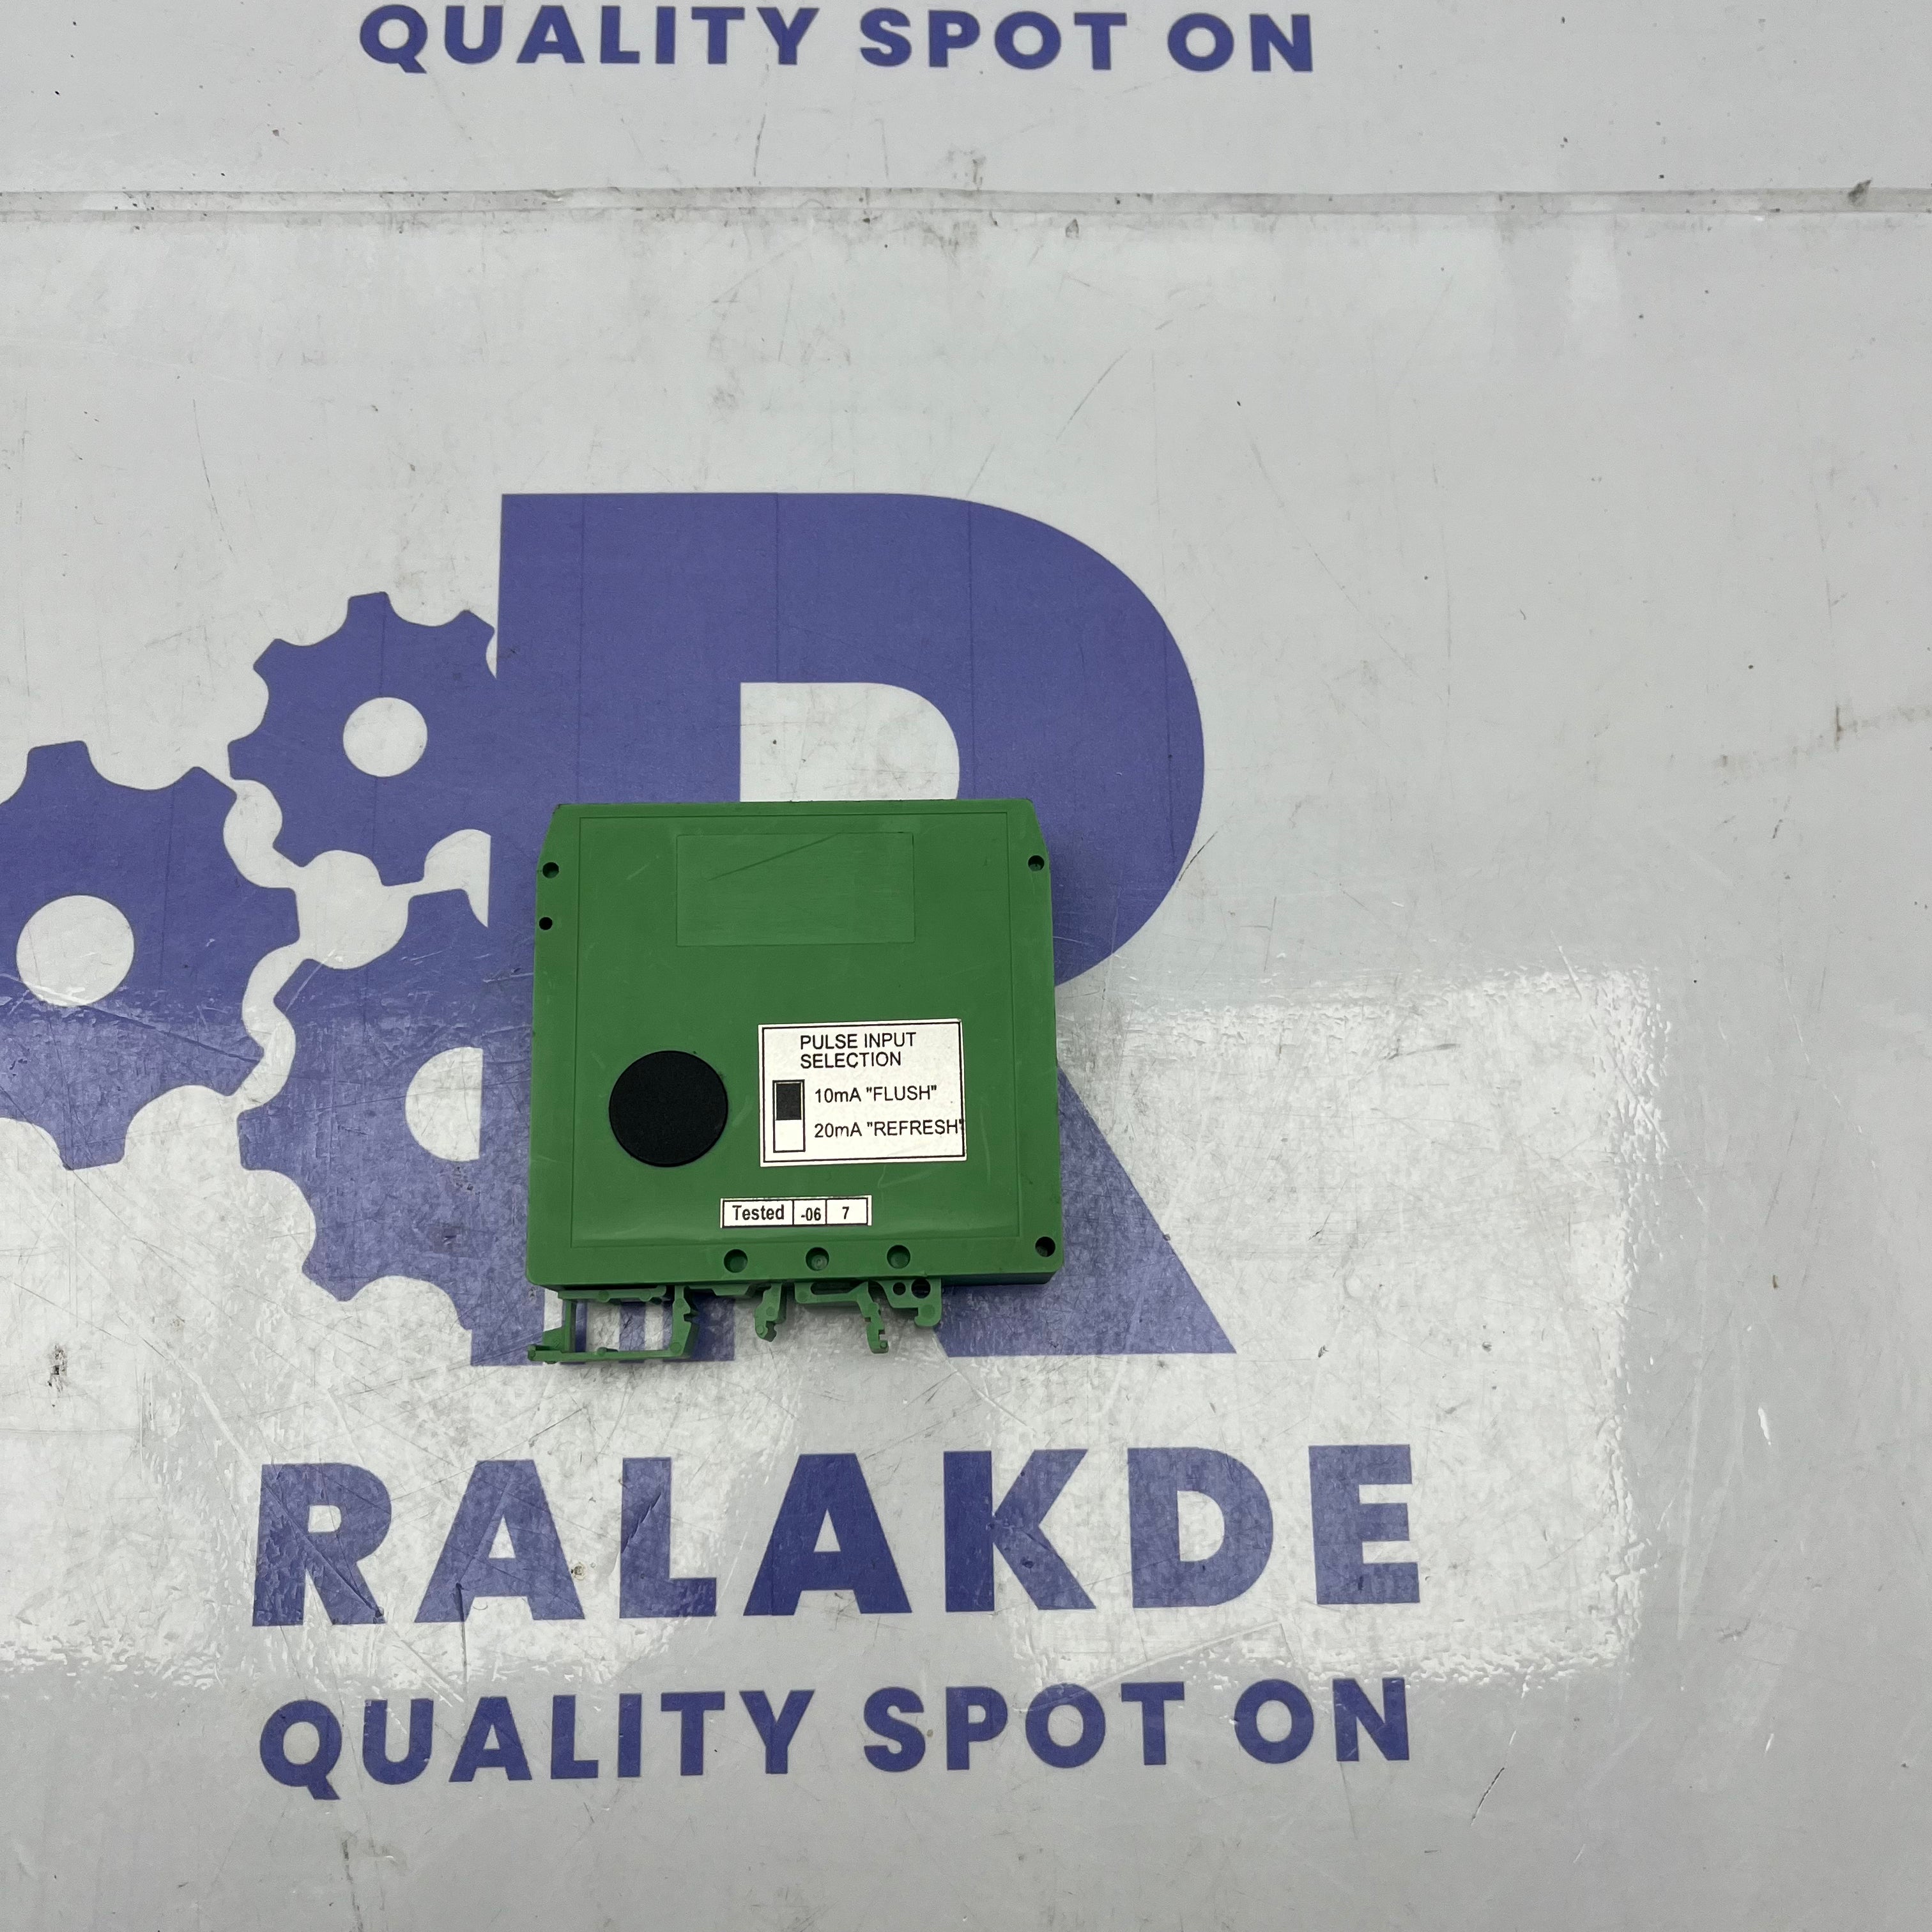 QUALITY SPOT ON
PULSE INPUT
SELECTION
10mA "FLUSH"
20mA "REFRESH"
Tested -06 7
RALAKDE
QUALITY SPOT ON